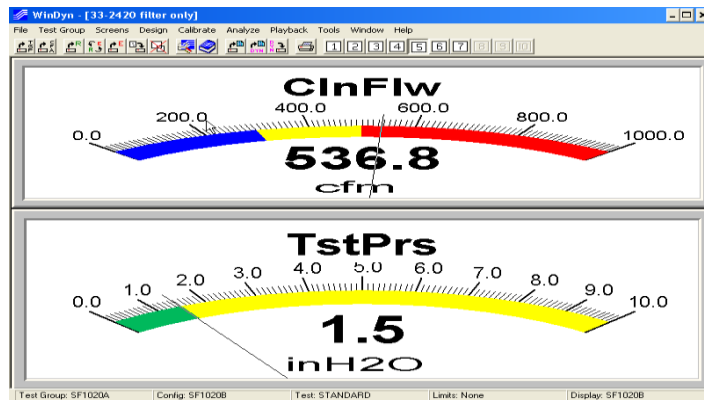 WinDyn - [33-2420 filter only]
File Test Group Screens Design Calibrate Analyze Playback Tools Window Help
1 2 3 4 5 6 7 8 9 10
ClnFlw
0.0 200.0 400.0 600.0 800.0 1000.0
536.8
cfm
TstPrs
0.0 1.0 2.0 3.0 4.0 5.0 6.0 7.0 8.0 9.0 10.0
1.5
inH2O
Test Group: SF1020A Config: SF1020B Test: STANDARD Limits: None Display: SF1020B